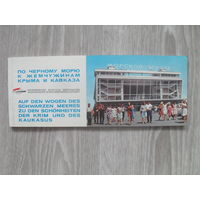 ПО ЧЕРНОМУ МОРЮ
К ЖЕМЧУЖИНАМ
КРЫМА И КАВКАЗА
AUF DEN WOGEN DES
SCHWARZEN MEERES
ZU DEN SCHÖNHEITEN
DER KRIM UND DES
KAUKASUS